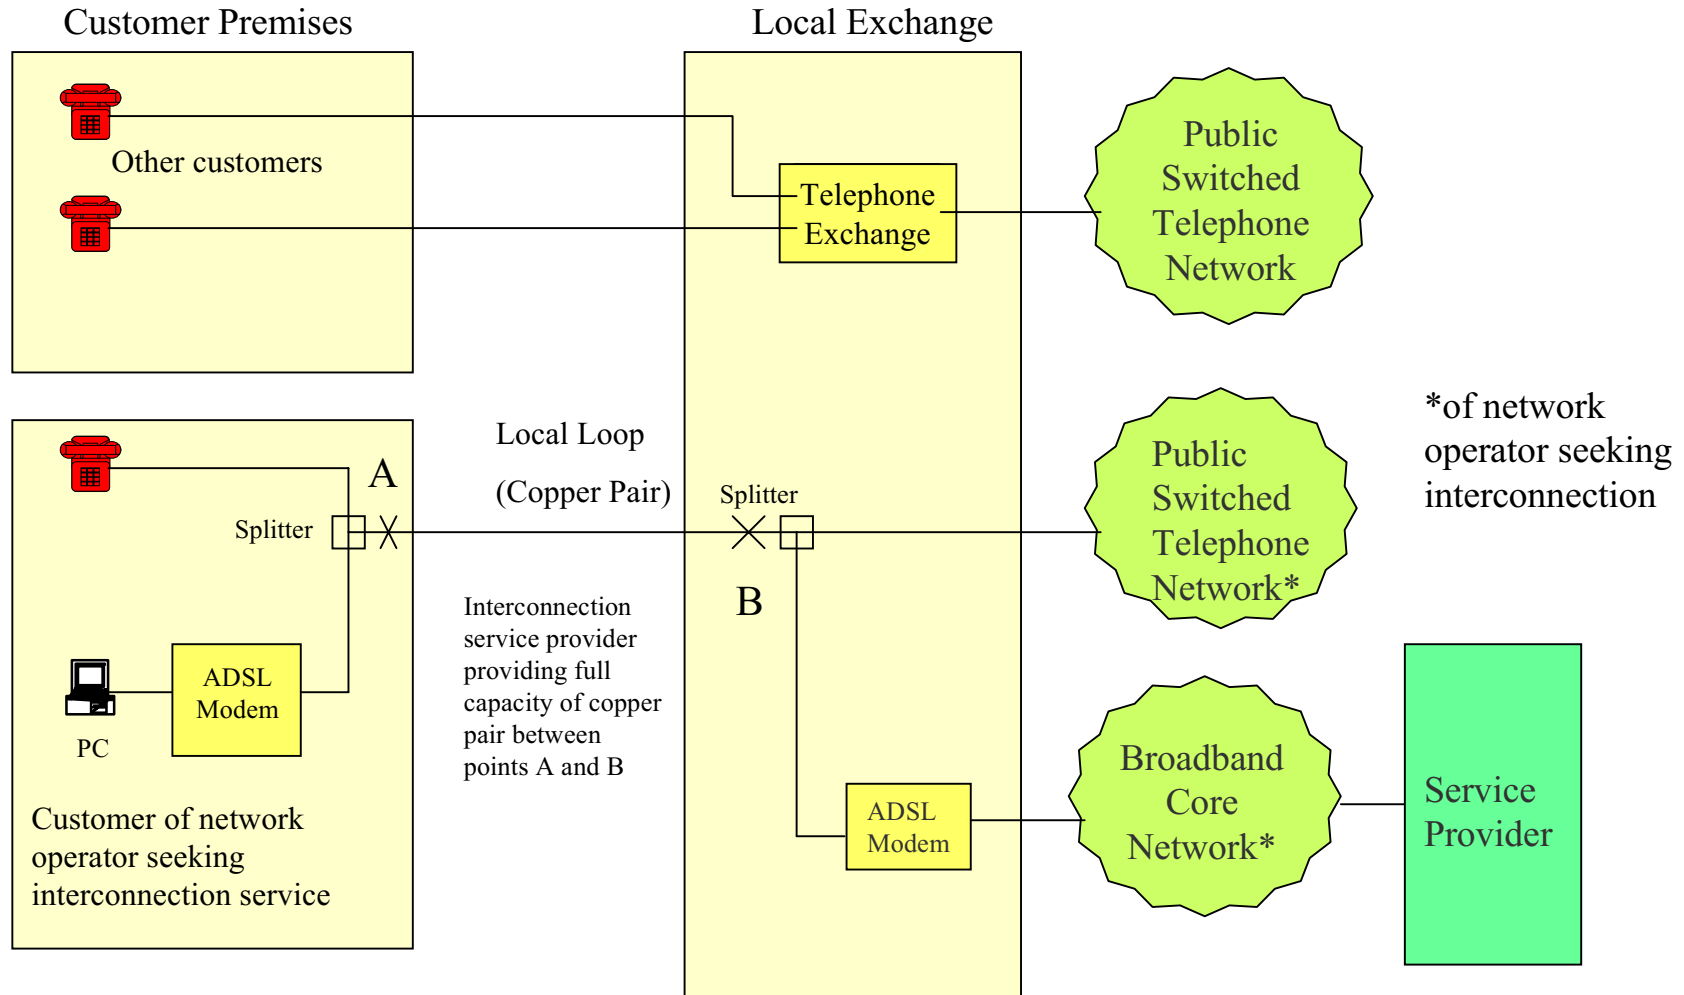 Customer Premises
Local Exchange
Other customers
Telephone
Exchange
Public
Switched
Telephone
Network
Local Loop
(Copper Pair)
A
Splitter
Splitter
B
Public
Switched
Telephone
Network*
*of network
operator seeking
interconnection
Interconnection
service provider
providing full
capacity of copper
pair between
points A and B
ADSL
Modem
PC
Customer of network
operator seeking
interconnection service
ADSL
Modem
Broadband
Core
Network*
Service
Provider